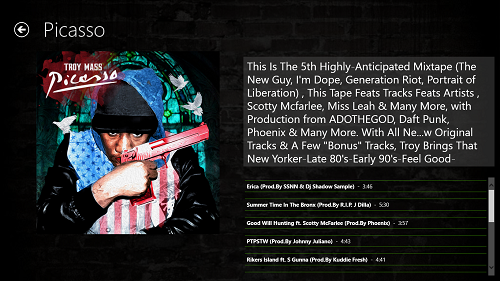 Picasso
TROY MASS
Picasso
This Is The 5th Highly-Anticipated Mixtape (The
New Guy, I'm Dope, Generation Riot, Portrait of
Liberation) , This Tape Feats Tracks Feats Artists ,
Scotty Mcfarlee, Miss Leah & Many More, with
Production from ADOTHEGOD, Daft Punk,
Phoenix & Many More. With All Ne...w Original
Tracks & A Few "Bonus" Tracks, Troy Brings That
New Yorker-Late 80's-Early 90's-Feel Good-
Erica (Prod.By SSNN & Dj Shadow Sample) - 3:46
Summer Time In The Bronx (Prod.By R.I.P. J Dilla) - 5:30
Good Will Hunting ft. Scotty McFarlee (Prod.By Phoenix) - 3:57
PTPSTW (Prod.By Johnny Juliano) - 4:43
Rikers Island ft. S Gunna (Prod.By Kuddie Fresh) - 4:41